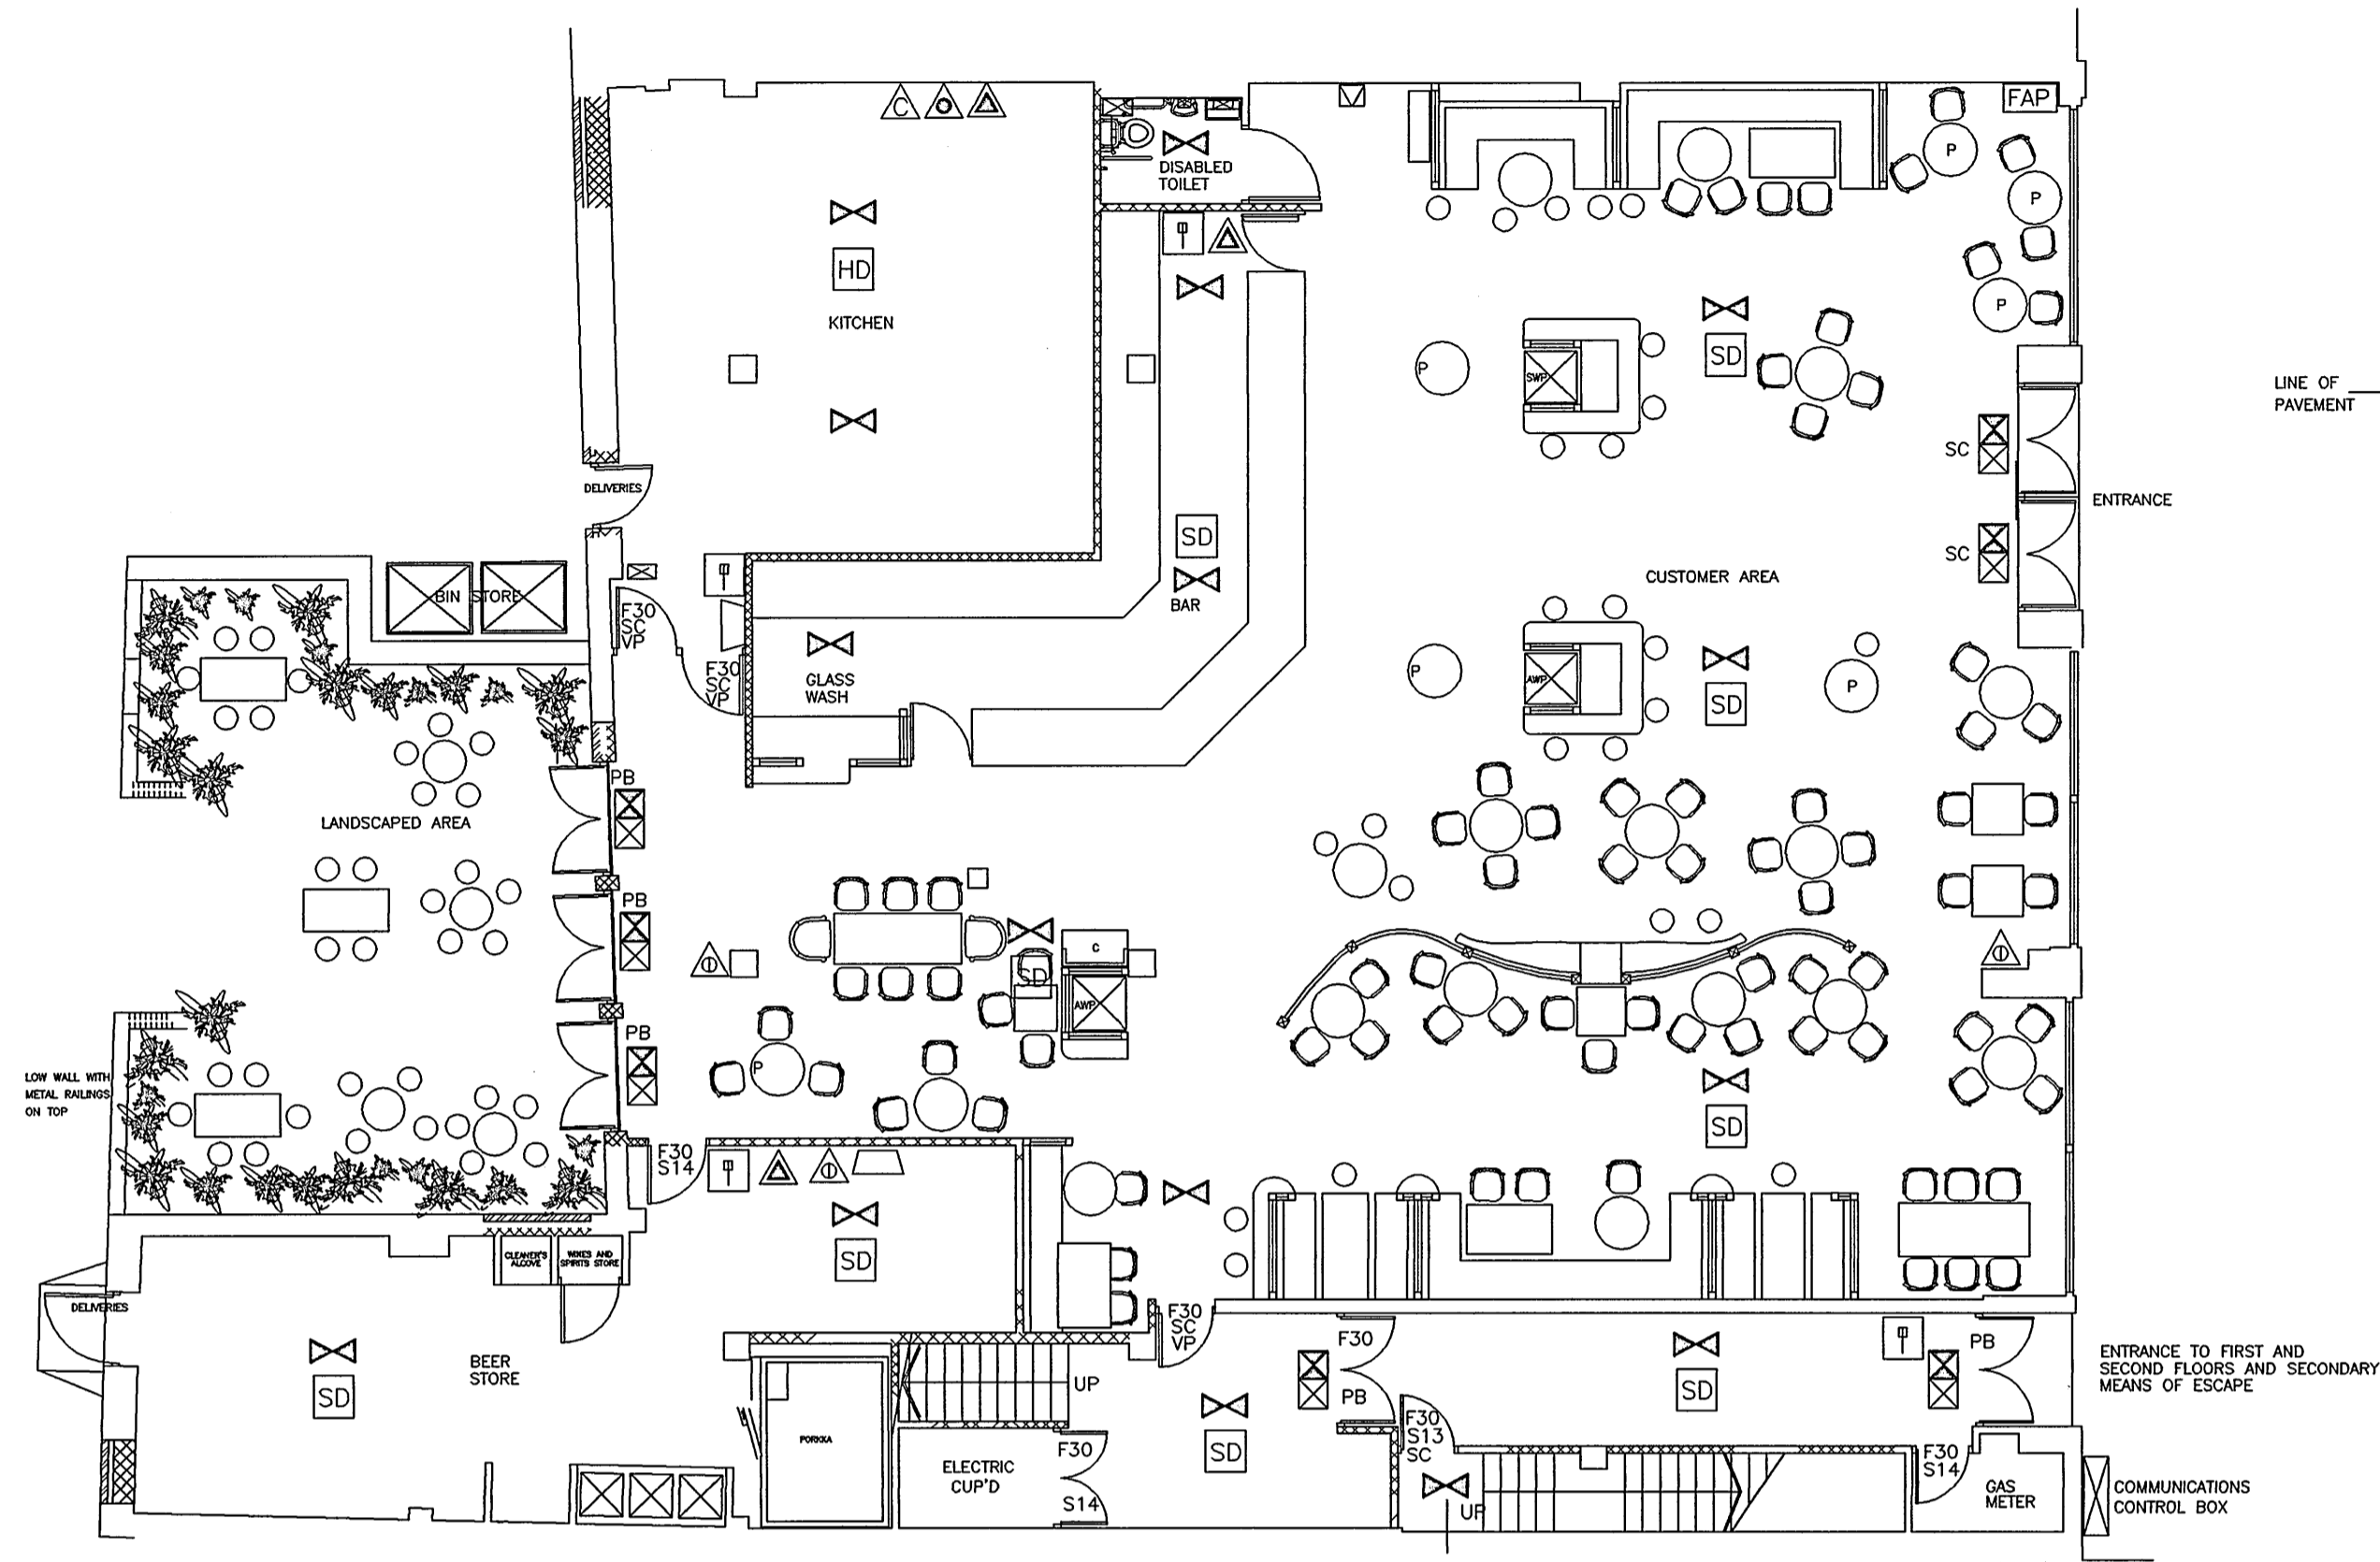 C
FAP
P
DISABLED
TOILET
P
HD
KITCHEN
P
SD
P
SWP
LINE OF
PAVEMENT
SC
DELIVERIES
ENTRANCE
SD
SC
BAR
CUSTOMER AREA
BIN STORE
F30
SC
VP
F30
SC
VP
GLASS
WASH
P
AWP
SD
P
PB
LANDSCAPED AREA
PB
C
SD
AWP
PB
P
LOW WALL WITH
METAL RAILINGS
ON TOP
SD
F30
S14
SD
CLEANER'S
ALCOVE
WINES AND
SPIRITS STORE
DELIVERIES
F30
SC
VP
F30
PB
PB
ENTRANCE TO FIRST AND
SECOND FLOORS AND SECONDARY
MEANS OF ESCAPE
BEER
STORE
SD
UP
SD
PORKKA
F30
S13
SC
SD
F30
S14
ELECTRIC
CUP'D
F30
S14
UP
GAS
METER
COMMUNICATIONS
CONTROL BOX